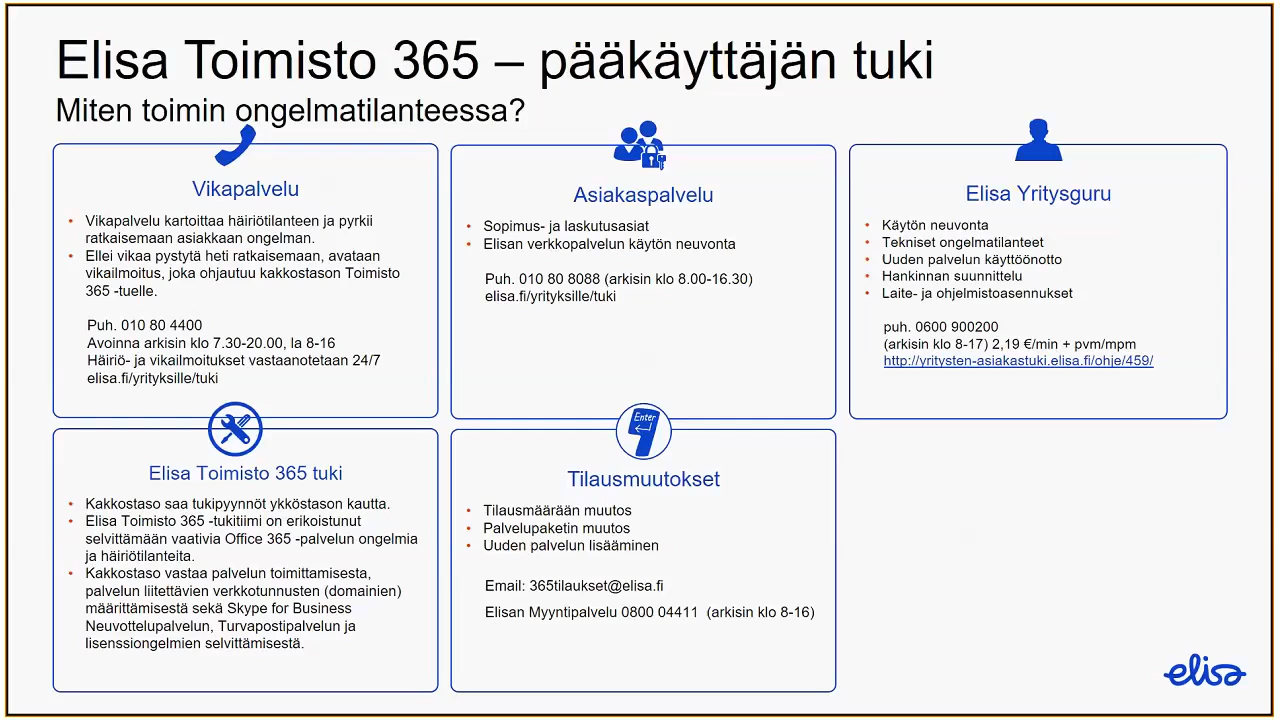 Elisa Toimisto 365 – pääkäyttäjän tuki
Miten toimin ongelmatilanteessa?
Vikapalvelu
• Vikapalvelu kartoittaa häiriötilanteen ja pyrkii
ratkaisemaan asiakkaan ongelman.
• Ellei vikaa pystytä heti ratkaisemaan, avataan
vikailmoitus, joka ohjautuu kakkostason Toimisto
365 -tuelle.
Puh. 010 80 4400
Avoinna arkisin klo 7.30-20.00, la 8-16
Häiriö- ja vikailmoitukset vastaanotetaan 24/7
elisa.fi/yrityksille/tuki
Asiakaspalvelu
• Sopimus- ja laskutusasiat
• Elisan verkkopalvelun käytön neuvonta
Puh. 010 80 8088 (arkisin klo 8.00-16.30)
elisa.fi/yrityksille/tuki
Elisa Yritysguru
• Käytön neuvonta
• Tekniset ongelmatilanteet
• Uuden palvelun käyttöönotto
• Hankinnan suunnittelu
• Laite- ja ohjelmistoasennukset
puh. 0600 900200
(arkisin klo 8-17) 2,19 €/min + pvm/mpm
http://yritysten-asiakastuki.elisa.fi/ohje/459/
Elisa Toimisto 365 tuki
• Kakkostaso saa tukipyynnöt ykköstason kautta.
• Elisa Toimisto 365 -tukitiimi on erikoistunut
selvittämään vaativia Office 365 -palvelun ongelmia
ja häiriötilanteita.
• Kakkostaso vastaa palvelun toimittamisesta,
palvelun liitettävien verkkotunnusten (domainien)
määrittämisestä sekä Skype for Business
Neuvottelupalvelun, Turvapostipalvelun ja
lisenssiongelmien selvittämisestä.
Enter
Tilausmuutokset
• Tilausmäärään muutos
• Palvelupaketin muutos
• Uuden palvelun lisääminen
Email: 365tilaukset@elisa.fi
Elisan Myyntipalvelu 0800 04411 (arkisin klo 8-16)
elisa